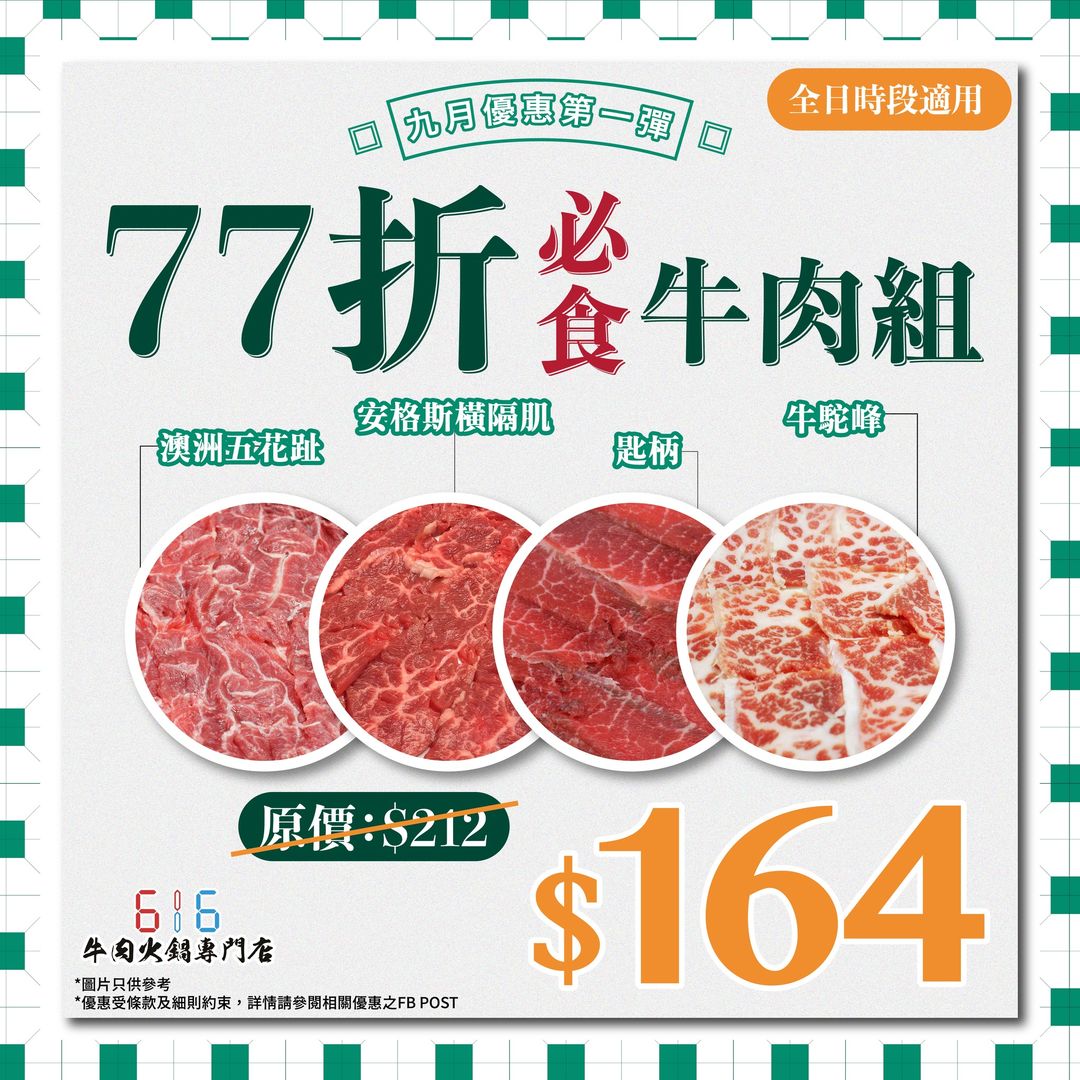 九月優惠第一彈
全日時段適用
77折必食牛肉組
澳洲五花趾
安格斯橫隔肌
匙柄
牛駝峰
原價：$212
$164
616
牛肉火鍋專門店
*圖片只供參考
*優惠受條款及細則約束，詳情請參閱相關優惠之FB POST